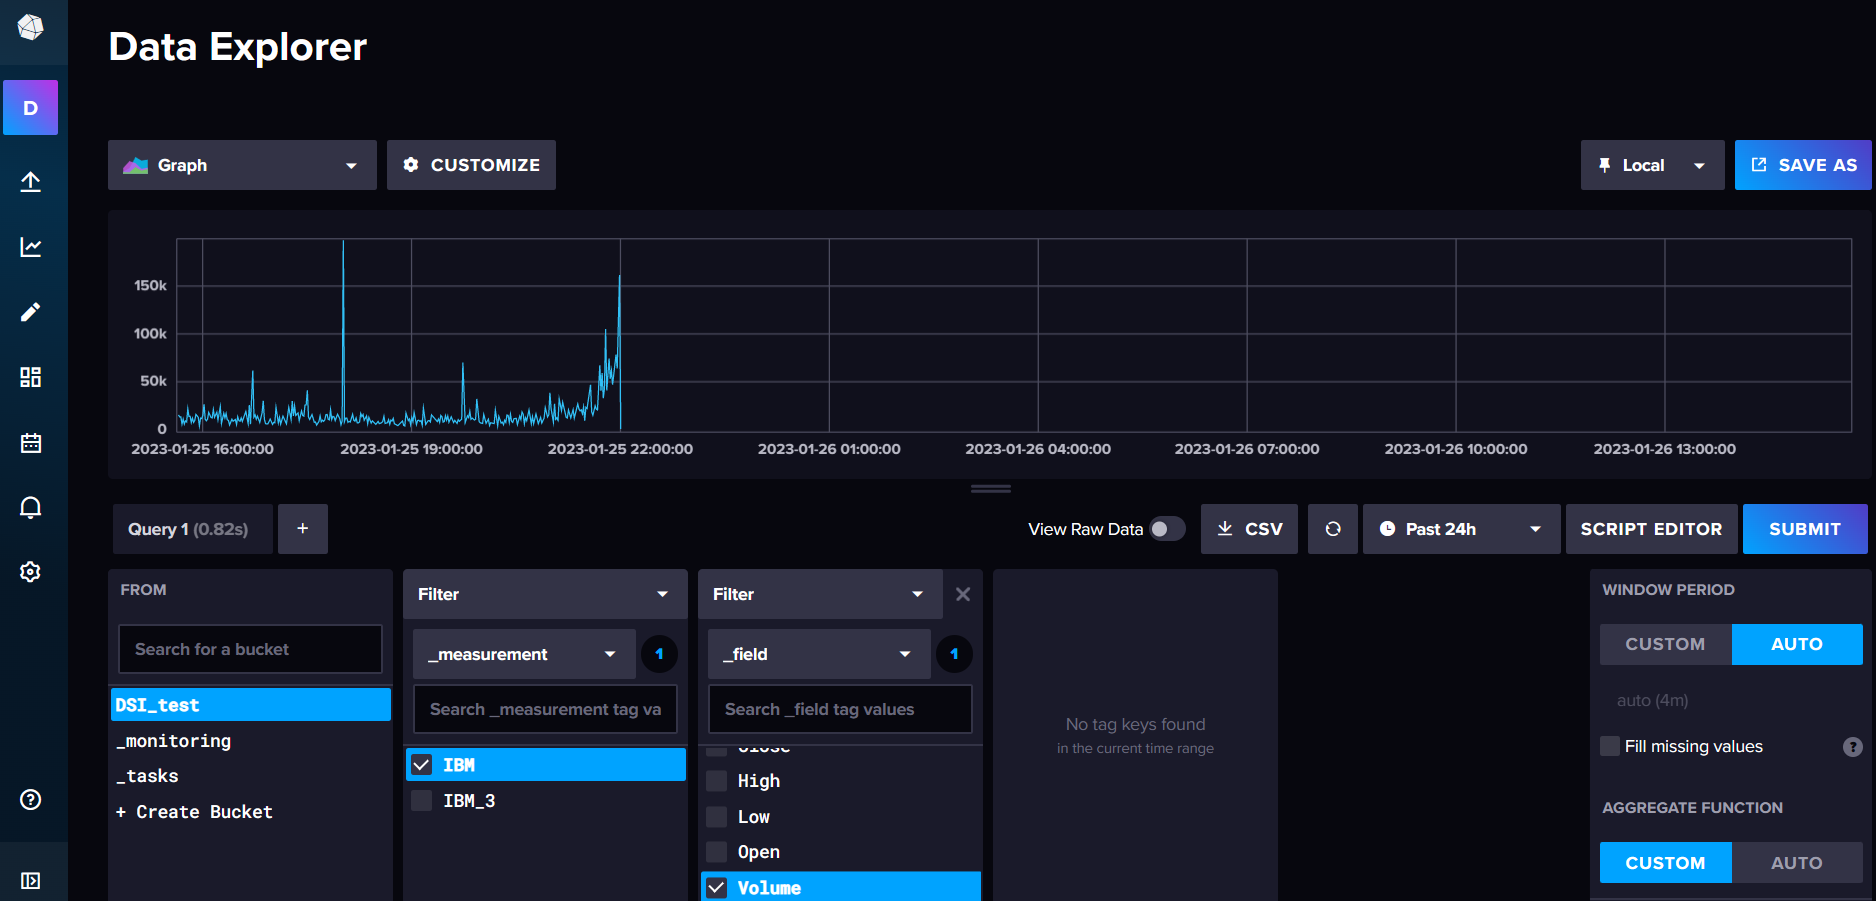 Data Explorer
D
Graph
CUSTOMIZE
Local
SAVE AS
150k
100k
50k
0
2023-01-25 16:00:00 2023-01-25 19:00:00 2023-01-25 22:00:00 2023-01-26 01:00:00 2023-01-26 04:00:00 2023-01-26 07:00:00 2023-01-26 10:00:00 2023-01-26 13:00:00
Query 1 (0.82s)
+
View Raw Data
CSV
Past 24h
SCRIPT EDITOR
SUBMIT
FROM
Search for a bucket
DSI_test
_monitoring
_tasks
+ Create Bucket
Filter
_measurement
1
Search _measurement tag va
IBM
IBM_3
Filter
_field
1
Search _field tag values
Close
High
Low
Open
Volume
No tag keys found
in the current time range
WINDOW PERIOD
CUSTOM
AUTO
auto (4m)
Fill missing values
?
AGGREGATE FUNCTION
CUSTOM
AUTO